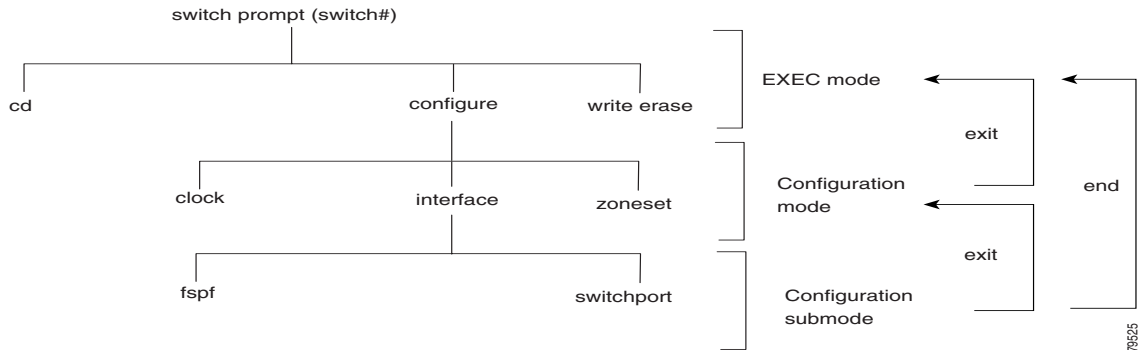 switch prompt (switch#)
EXEC mode
cd
configure
write erase
exit
Configuration
mode
end
clock
interface
zoneset
exit
fspf
switchport
Configuration
submode
79525